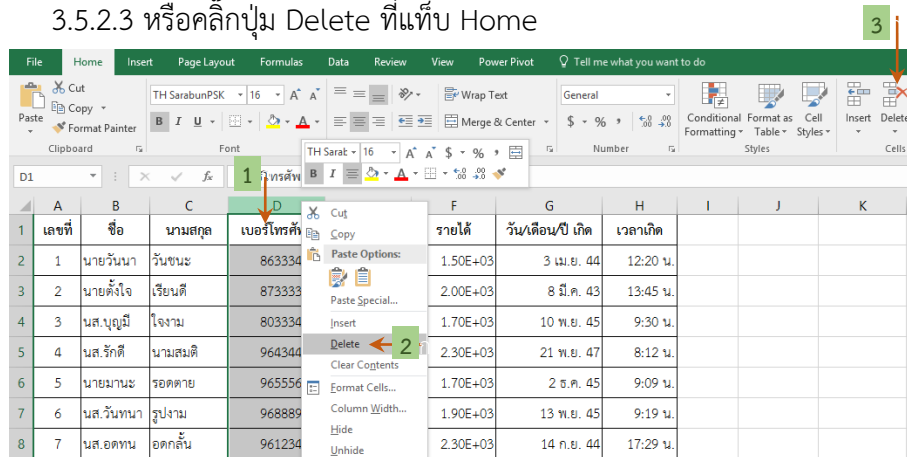 3.5.2.3 หรือคลิ๊กปุ่ม Delete ที่แท็บ Home
3
File Home Insert Page Layout Formulas Data Review View Power Pivot Tell me what you want to do
Cut
Copy
Format Painter
Paste
Clipboard
TH SarabunPSK 16 A A
B I U A
Font
Wrap Text
Merge & Center
General
$ % , .00 .0
Number
Conditional Formatting Format as Table Cell Styles
Styles
Insert Delete
Cells
TH Sarat 16 A A $ % ,
B I A .00 .0
D1 fx
1
A B C D F G H I J K
1 เลขที่ ชื่อ นามสกุล เบอร์โทรศั รายได้ วัน/เดือน/ปี เกิด เวลาเกิด
2 1 นายวันนา วันชนะ 863334 1.50E+03 3 เม.ย. 44 12:20 น.
3 2 นายตั้งใจ เรียนดี 873333 2.00E+03 8 มี.ค. 43 13:45 น.
4 3 นส.บุญมี ใจงาม 803334 1.70E+03 10 พ.ย. 45 9:30 น.
5 4 นส.รักดี นามสมติ 964344 2.30E+03 21 พ.ย. 47 8:12 น.
6 5 นายมานะ รอดตาย 965556 1.70E+03 2 ธ.ค. 45 9:09 น.
7 6 นส.วันทนา รูปงาม 968889 1.90E+03 13 พ.ย. 45 9:19 น.
8 7 นส.อดทน อดกลั้น 961234 2.30E+03 14 ก.ย. 44 17:29 น.
Cut
Copy
Paste Options:
Paste Special...
Insert
Delete 2
Clear Contents
Format Cells...
Column Width...
Hide
Unhide